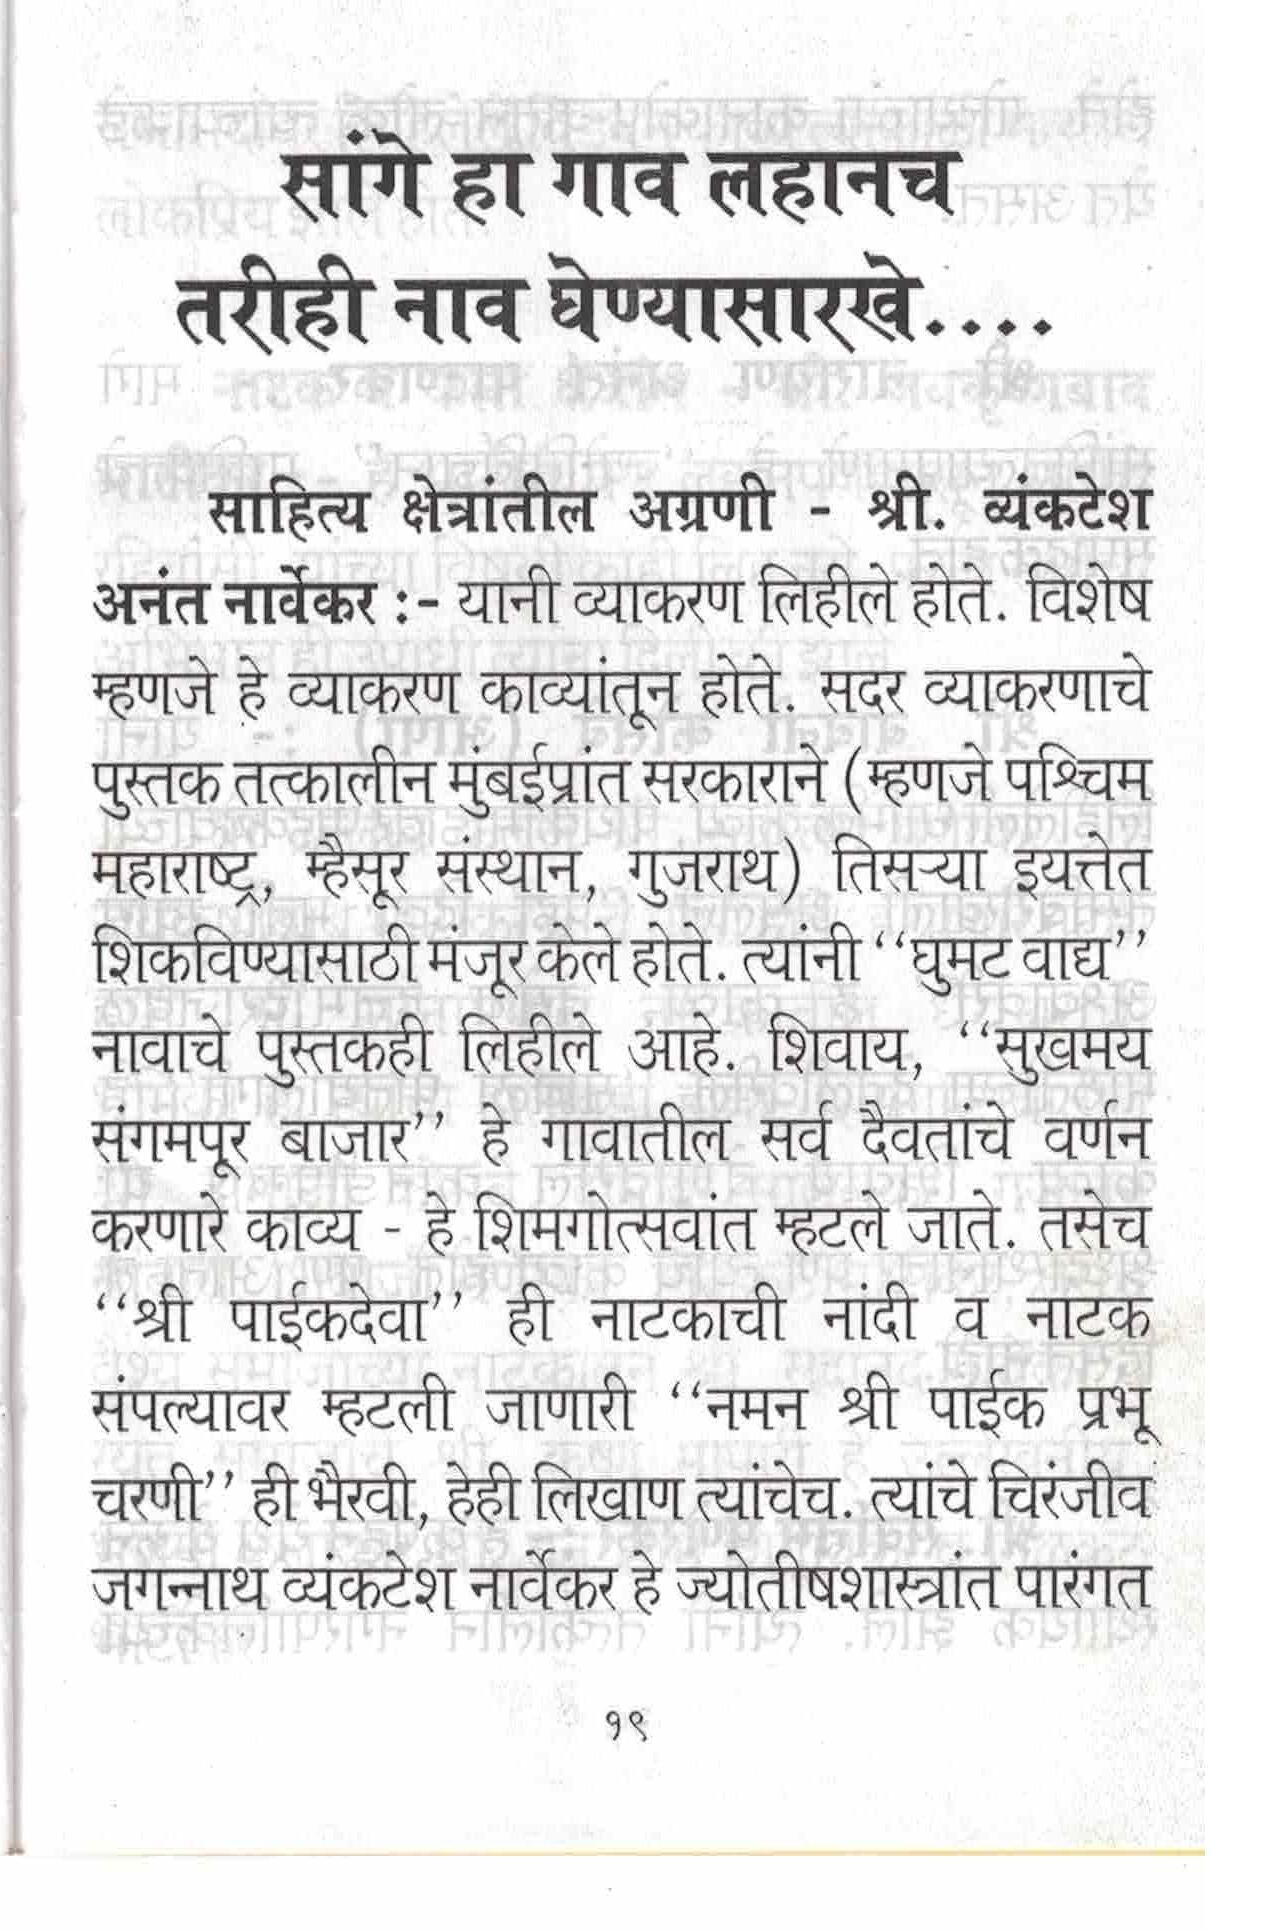 सांगे हा गाव लहानच
तरीही नाव घेण्यासारखे....
साहित्य क्षेत्रांतील अग्रणी - श्री. व्यंकटेश
अनंत नार्वेकर :- यानी व्याकरण लिहीले होते. विशेष
म्हणजे हे व्याकरण काव्यांतून होते. सदर व्याकरणाचे
पुस्तक तत्कालीन मुंबईप्रांत सरकाराने (म्हणजे पश्चिम
महाराष्ट्र, म्हैसूर संस्थान, गुजराथ) तिसऱ्या इयत्तेत
शिकविण्यासाठी मंजूर केले होते. त्यांनी ‘‘घुमट वाद्य’’
नावाचे पुस्तकही लिहीले आहे. शिवाय, ‘‘सुखमय
संगमपूर बाजार’’ हे गावातील सर्व दैवतांचे वर्णन
करणारे काव्य - हे शिमगोत्सवांत म्हटले जाते. तसेच
‘‘श्री पाईकदेवा’’ ही नाटकाची नांदी व नाटक
संपल्यावर म्हटली जाणारी ‘‘नमन श्री पाईक प्रभू
चरणी’’ ही भैरवी, हेही लिखाण त्यांचेच. त्यांचे चिरंजीव
जगन्नाथ व्यंकटेश नार्वेकर हे ज्योतीषशास्त्रांत पारंगत
१९